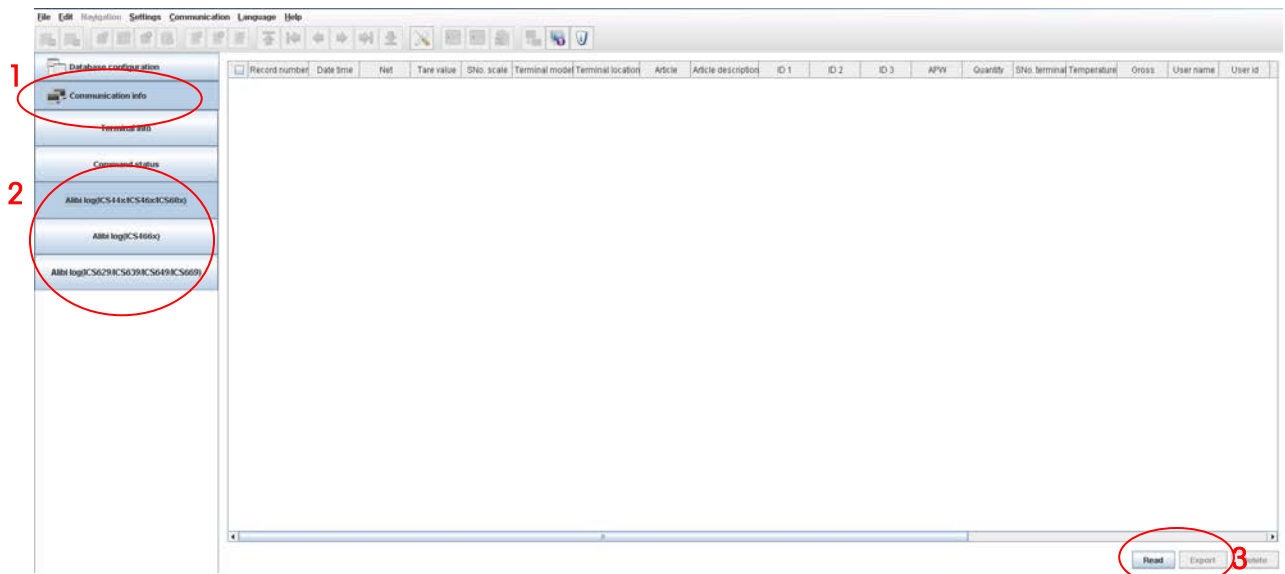 File Edit Navigation Settings Communication Language Help
1
Database configuration
Communication info
Terminal info
Command status
2
Alibi log(ICS44x/ICS46x/ICS68x)
Alibi log(ICS466x)
Alibi log(ICS629/ICS639/ICS649/ICS669)
Record number Date time Net Tare value SNo. scale Terminal model Terminal location Article Article description ID 1 ID 2 ID 3 APW Quantity SNo. terminal Temperature Gross User name User id
Read Export Delete
3